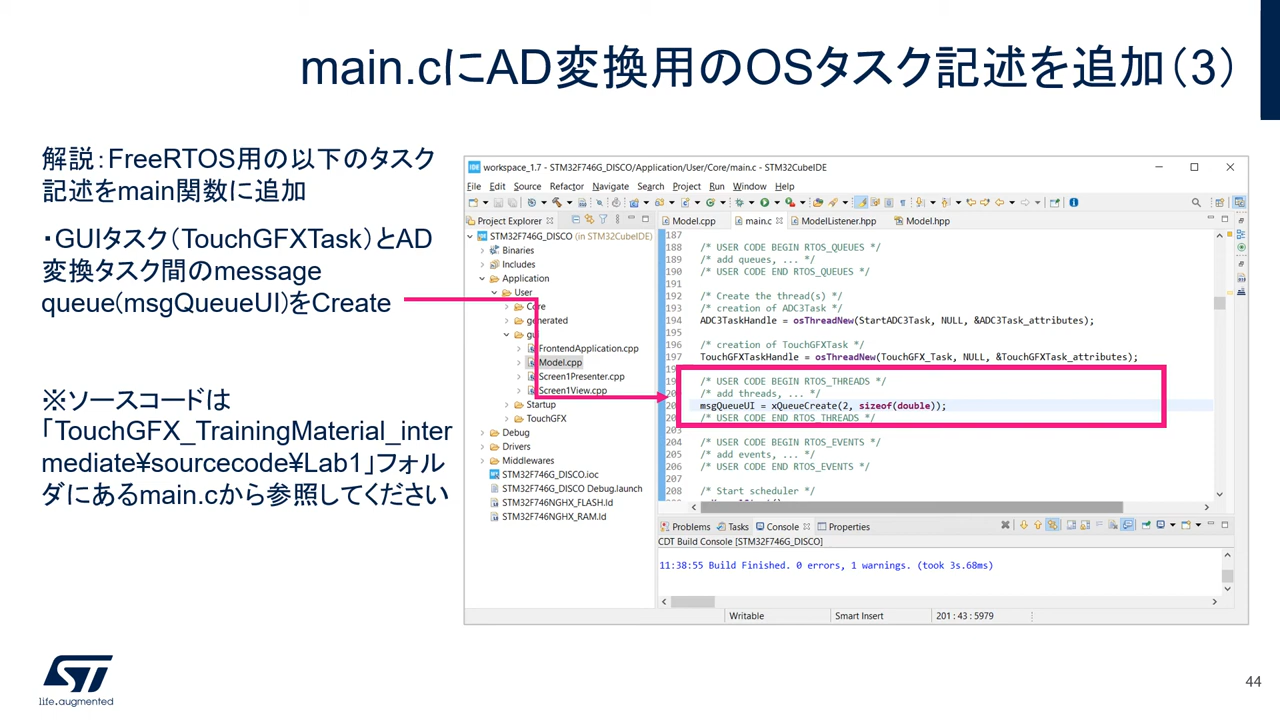 main.cにAD変換用のOSタスク記述を追加（3）
解説：FreeRTOS用の以下のタスク
記述をmain関数に追加
・GUIタスク（TouchGFXTask）とAD
変換タスク間のmessage
queue(msgQueueUI)をCreate
※ソースコードは
「TouchGFX_TrainingMaterial_inter
mediate¥sourcecode¥Lab1」フォル
ダにあるmain.cから参照してください
IDE workspace_1.7 - STM32F746G_DISCO/Application/User/Core/main.c - STM32CubeIDE
File Edit Source Refactor Navigate Search Project Run Window Help
Project Explorer
STM32F746G_DISCO (in STM32CubeIDE)
Binaries
Includes
Application
User
Core
generated
gui
FrontendApplication.cpp
Model.cpp
Screen1Presenter.cpp
Screen1View.cpp
Startup
TouchGFX
Debug
Drivers
Middlewares
STM32F746G_DISCO.ioc
STM32F746G_DISCO Debug.launch
STM32F746NGHX_FLASH.ld
STM32F746NGHX_RAM.ld
Model.cpp main.c ModelListener.hpp Model.hpp
187
188 /* USER CODE BEGIN RTOS_QUEUES */
189 /* add queues, ... */
190 /* USER CODE END RTOS_QUEUES */
191
192 /* Create the thread(s) */
193 /* creation of ADC3Task */
194 ADC3TaskHandle = osThreadNew(StartADC3Task, NULL, &ADC3Task_attributes);
195
196 /* creation of TouchGFXTask */
197 TouchGFXTaskHandle = osThreadNew(TouchGFX_Task, NULL, &TouchGFXTask_attributes);
/* USER CODE BEGIN RTOS_THREADS */
/* add threads, ... */
msgQueueUI = xQueueCreate(2, sizeof(double));
/* USER CODE END RTOS_THREADS */
203
204 /* USER CODE BEGIN RTOS_EVENTS */
205 /* add events, ... */
206 /* USER CODE END RTOS_EVENTS */
207
208 /* Start scheduler */
Problems Tasks Console Properties
CDT Build Console [STM32F746G_DISCO]
11:38:55 Build Finished. 0 errors, 1 warnings. (took 3s.68ms)
Writable Smart Insert 201 : 43 : 5979
ST
life.augmented
44